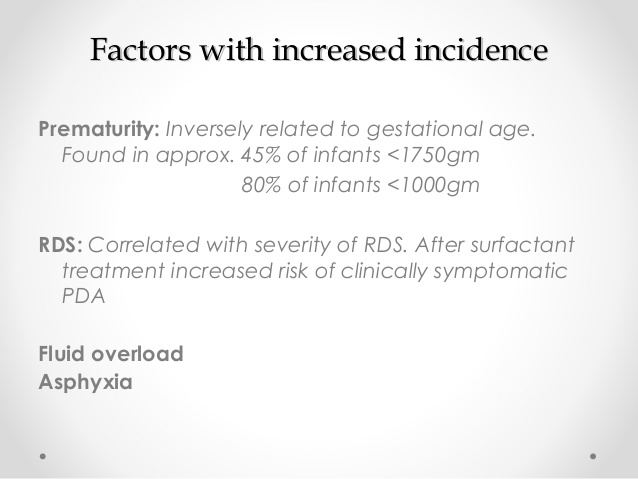 Factors with increased incidence
Prematurity: Inversely related to gestational age.
Found in approx. 45% of infants <1750gm
80% of infants <1000gm
RDS: Correlated with severity of RDS. After surfactant
treatment increased risk of clinically symptomatic
PDA
Fluid overload
Asphyxia